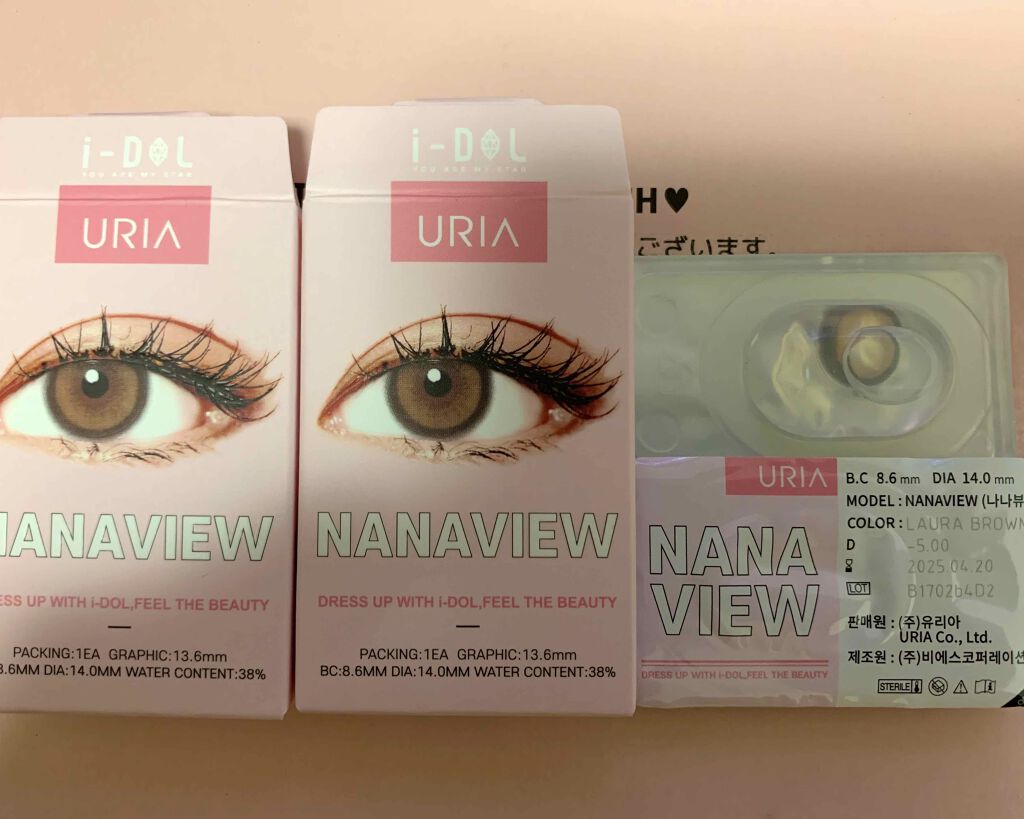 i-DOL
YOU ARE MY STAR
URIA
NANAVIEW
ESS UP WITH i-DOL,FEEL THE BEAUTY
PACKING:1EA GRAPHIC:13.6mm
8.6MM DIA:14.0MM WATER CONTENT:38%
i-DOL
YOU ARE MY STAR
URIA
NANAVIEW
DRESS UP WITH i-DOL,FEEL THE BEAUTY
PACKING:1EA GRAPHIC:13.6mm
BC:8.6MM DIA:14.0MM WATER CONTENT:38%
H♥
ございます。
URIA
NANA
VIEW
DRESS UP WITH i-DOL,FEEL THE BEAUTY
B.C 8.6 mm DIA 14.0 mm
MODEL : NANAVIEW (나나뷰
COLOR : LAURA BROWN
D -5.00
2025.04.20
LOT B1702b4D2
판매원 : (주)유리아
URIA Co., Ltd.
제조원 : (주)비에스코퍼레이션
STERILE